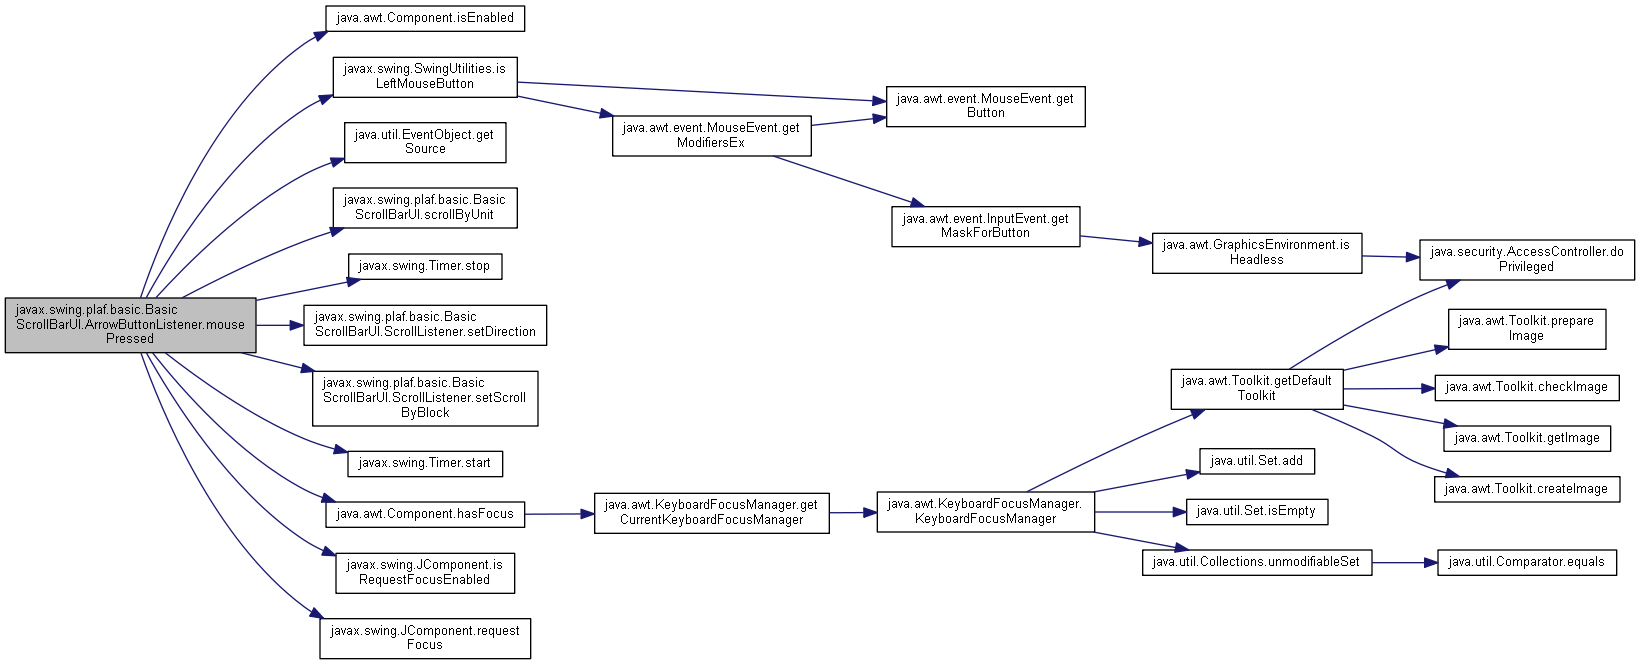 java.awt.Component.isEnabled
javax.swing.SwingUtilities.is
LeftMouseButton
java.util.EventObject.get
Source
javax.swing.plaf.basic.Basic
ScrollBarUI.scrollByUnit
javax.swing.Timer.stop
javax.swing.plaf.basic.Basic
ScrollBarUI.ArrowButtonListener.mouse
Pressed
javax.swing.plaf.basic.Basic
ScrollBarUI.ScrollListener.setDirection
javax.swing.plaf.basic.Basic
ScrollBarUI.ScrollListener.setScroll
ByBlock
javax.swing.Timer.start
java.awt.Component.hasFocus
javax.swing.JComponent.is
RequestFocusEnabled
javax.swing.JComponent.request
Focus
java.awt.event.MouseEvent.get
ModifiersEx
java.awt.event.MouseEvent.get
Button
java.awt.event.InputEvent.get
MaskForButton
java.awt.GraphicsEnvironment.is
Headless
java.security.AccessController.do
Privileged
java.awt.KeyboardFocusManager.get
CurrentKeyboardFocusManager
java.awt.KeyboardFocusManager.
KeyboardFocusManager
java.awt.Toolkit.getDefault
Toolkit
java.awt.Toolkit.prepare
Image
java.awt.Toolkit.checkImage
java.awt.Toolkit.getImage
java.awt.Toolkit.createImage
java.util.Set.add
java.util.Set.isEmpty
java.util.Collections.unmodifiableSet
java.util.Comparator.equals